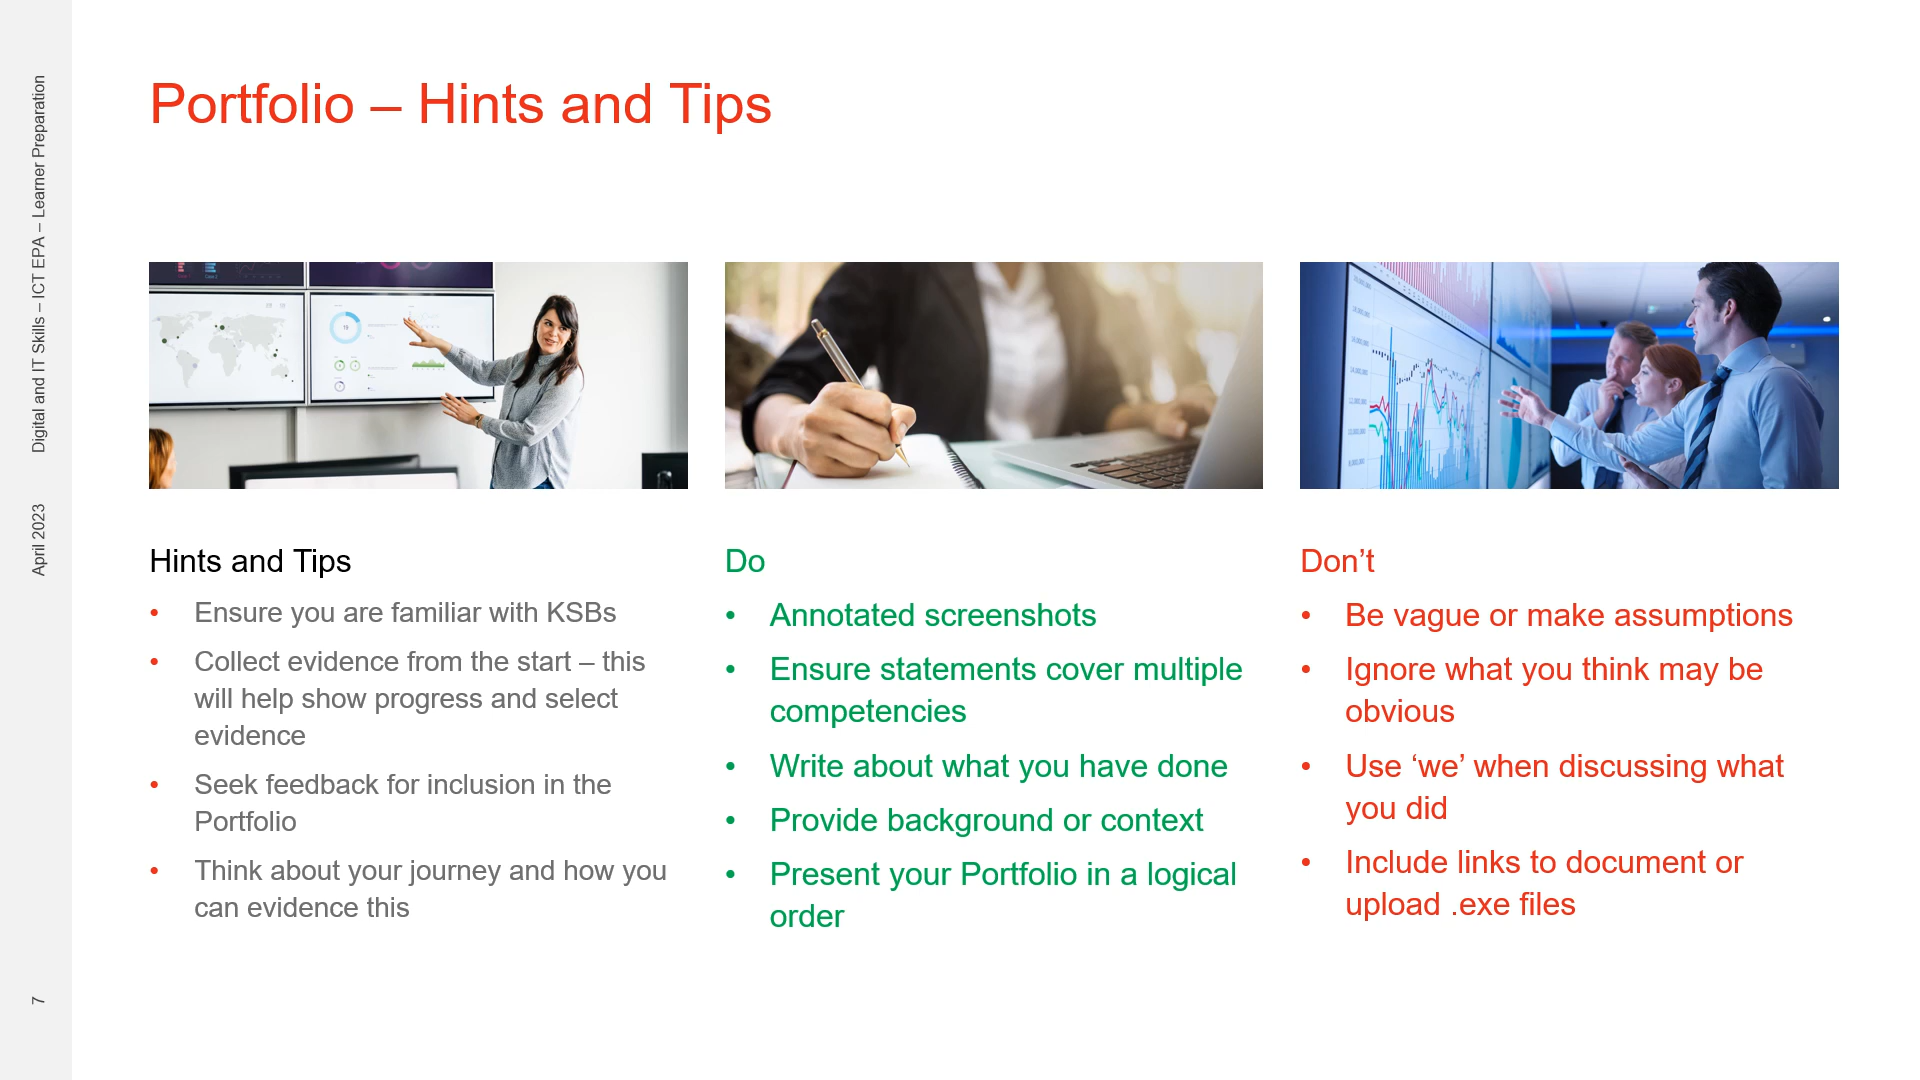 Portfolio – Hints and Tips
Hints and Tips
• Ensure you are familiar with KSBs
• Collect evidence from the start – this
will help show progress and select
evidence
• Seek feedback for inclusion in the
Portfolio
• Think about your journey and how you
can evidence this
Do
• Annotated screenshots
• Ensure statements cover multiple
competencies
• Write about what you have done
• Provide background or context
• Present your Portfolio in a logical
order
Don’t
• Be vague or make assumptions
• Ignore what you think may be
obvious
• Use ‘we’ when discussing what
you did
• Include links to document or
upload .exe files
Digital and IT Skills – ICT EPA – Learner Preparation
April 2023
7